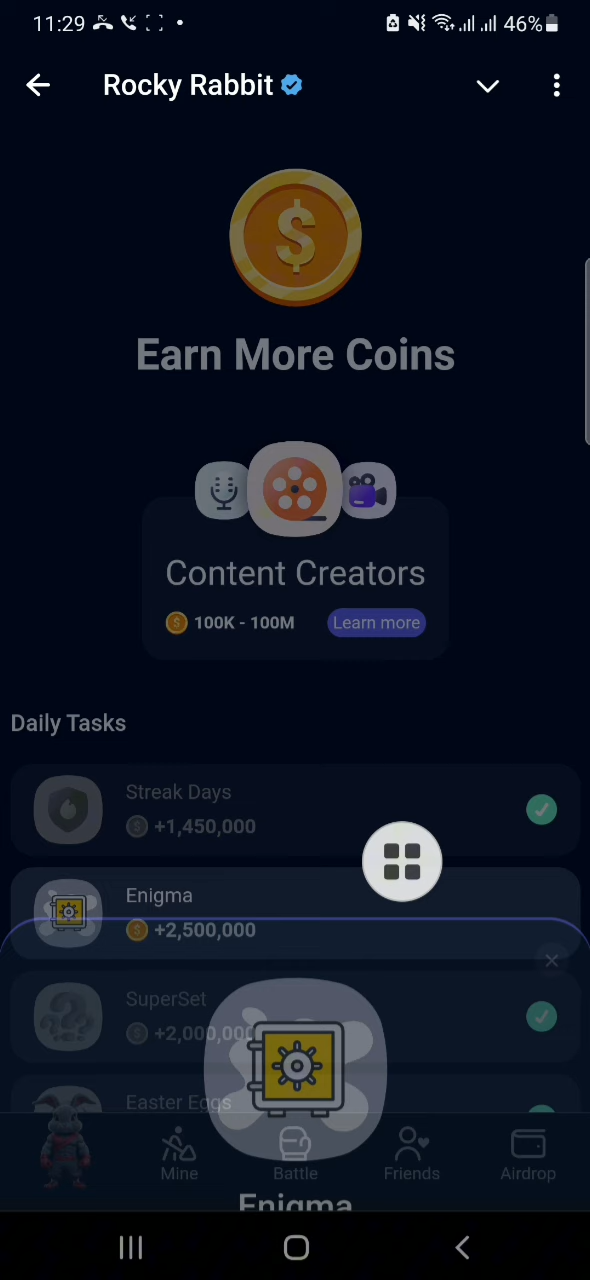 11:29
46%
Rocky Rabbit
Earn More Coins
Content Creators
100K - 100M Learn more
Daily Tasks
Streak Days
+1,450,000
Enigma
+2,500,000
SuperSet
+2,000,000
Easter Eggs
Mine Battle Friends Airdrop
Enigma